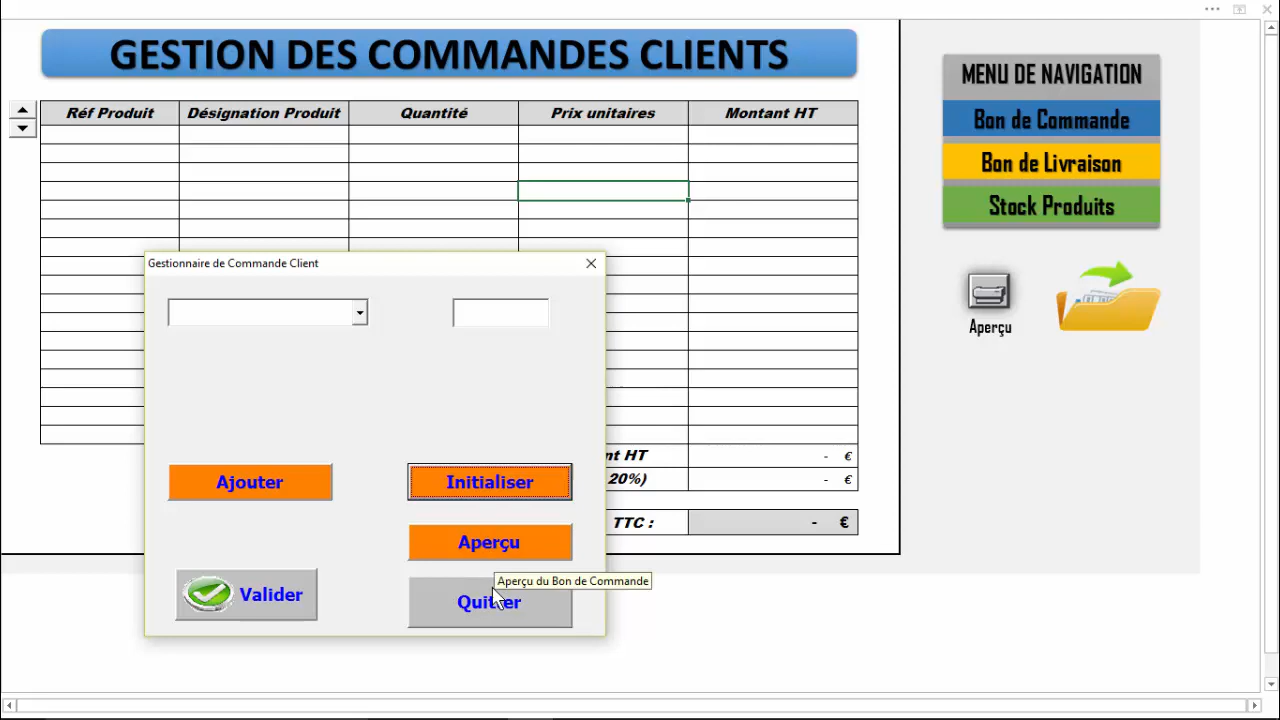 GESTION DES COMMANDES CLIENTS
Réf Produit Désignation Produit Quantité Prix unitaires Montant HT
MENU DE NAVIGATION
Bon de Commande
Bon de Livraison
Stock Produits
Aperçu
Gestionnaire de Commande Client
Ajouter Initialiser
Aperçu
Aperçu du Bon de Commande
Valider Quitter
HT - €
20%) - €
TTC : - €